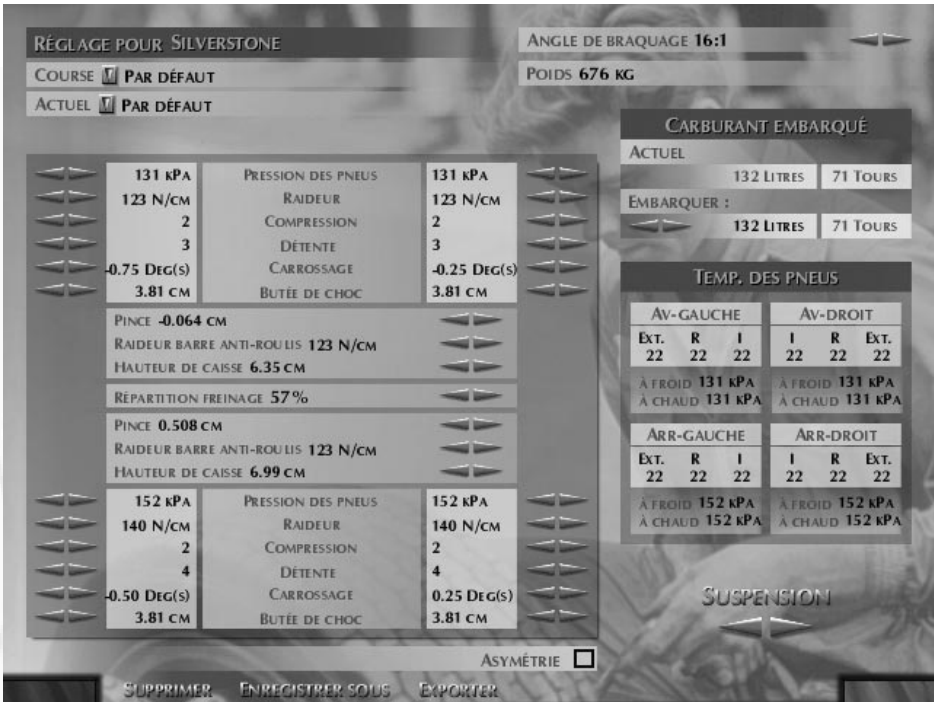 RÉGLAGE POUR SILVERSTONE
COURSE PAR DÉFAUT
ACTUEL PAR DÉFAUT
ANGLE DE BRAQUAGE 16:1
POIDS 676 KG
131 KPA PRESSION DES PNEUS 131 KPA
123 N/CM RAIDEUR 123 N/CM
2 COMPRESSION 2
3 DÉTENTE 3
-0.75 DEG(S) CARROSSAGE -0.25 DEG(S)
3.81 CM BUTÉE DE CHOC 3.81 CM
PINCE -0.064 CM
RAIDEUR BARRE ANTI-ROULIS 123 N/CM
HAUTEUR DE CAISSE 6.35 CM
RÉPARTITION FREINAGE 57%
PINCE 0.508 CM
RAIDEUR BARRE ANTI-ROULIS 123 N/CM
HAUTEUR DE CAISSE 6.99 CM
152 KPA PRESSION DES PNEUS 152 KPA
140 N/CM RAIDEUR 140 N/CM
2 COMPRESSION 2
4 DÉTENTE 4
-0.50 DEG(S) CARROSSAGE 0.25 DEG(S)
3.81 CM BUTÉE DE CHOC 3.81 CM
ASYMÉTRIE
CARBURANT EMBARQUÉ
ACTUEL
132 LITRES 71 TOURS
EMBARQUER :
132 LITRES 71 TOURS
TEMP. DES PNEUS
AV-GAUCHE AV-DROIT
EXT. R I I R EXT.
22 22 22 22 22 22
À FROID 131 KPA À FROID 131 KPA
À CHAUD 131 KPA À CHAUD 131 KPA
ARR-GAUCHE ARR-DROIT
EXT. R I I R EXT.
22 22 22 22 22 22
À FROID 152 KPA À FROID 152 KPA
À CHAUD 152 KPA À CHAUD 152 KPA
SUSPENSION
SUPPRIMER ENREGISTRER SOUS EXPORTER